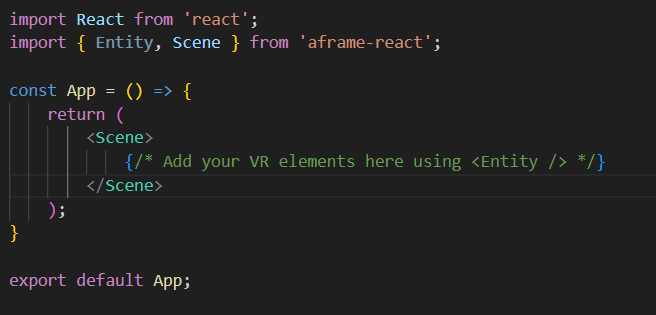 import React from 'react';
import { Entity, Scene } from 'aframe-react';
const App = () => {
return (
<Scene>
{/* Add your VR elements here using <Entity /> */}
</Scene>
);
}
export default App;